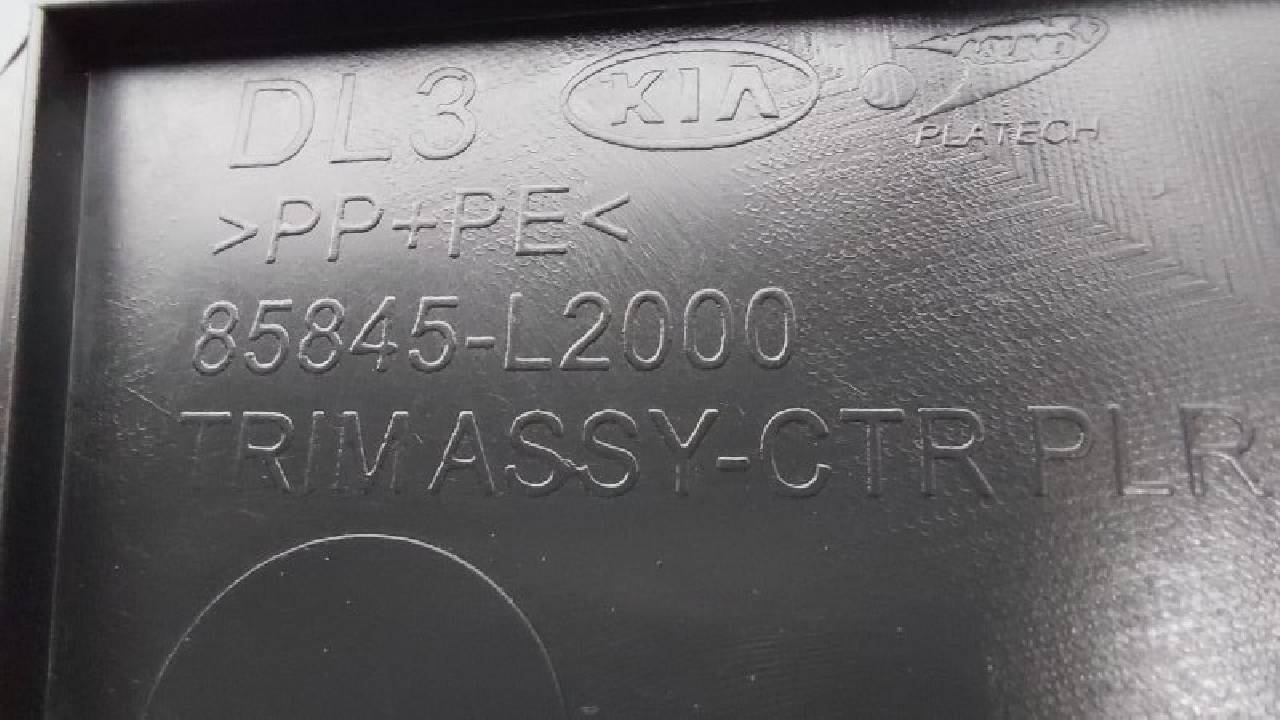 DL3 KIA
PLATECH
>PP+PE<
85845-L2000
TRIM ASSY-CTR PLR